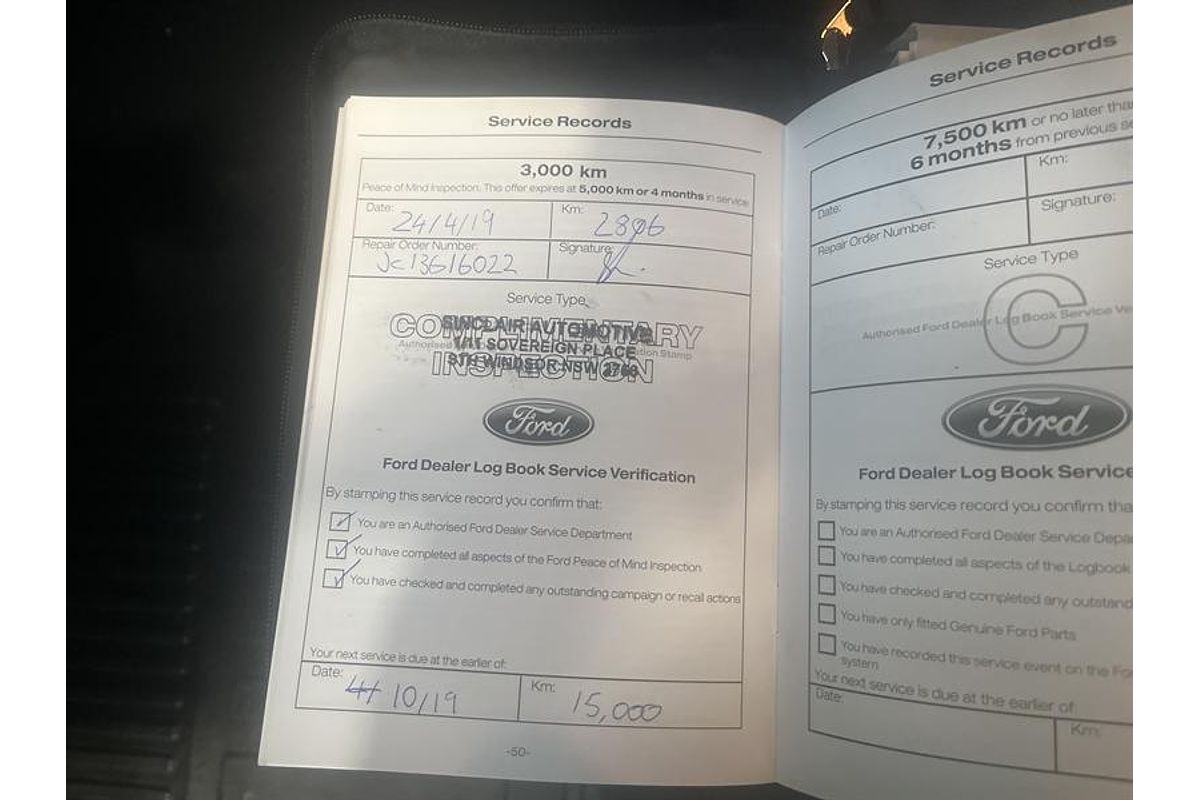 Service Records
3,000 km
Peace of Mind Inspection. This offer expires at 5,000 km or 4 months in service
Date: 24/4/19 Km: 2896
Repair Order Number: Jc13616022 Signature:
Service Type
COMPLIMENTARY
INSPECTION
SINCLAIR AUTOMOTIVE
1/11 SOVEREIGN PLACE
STH WINDSOR NSW 2756
Authorised
ion Stamp
Ford
Ford Dealer Log Book Service Verification
By stamping this service record you confirm that:
You are an Authorised Ford Dealer Service Department
You have completed all aspects of the Ford Peace of Mind Inspection
You have checked and completed any outstanding campaign or recall actions
Your next service is due at the earlier of:
Date: 10/19 Km: 15,000
-50-
Service Records
7,500 km or no later tha
6 months from previous se
Date: Km:
Repair Order Number: Signature:
Service Type
C
Authorised Ford Dealer Log Book Service Ve
Ford
Ford Dealer Log Book Service
By stamping this service record you confirm tha
You are an Authorised Ford Dealer Service Depa
You have completed all aspects of the Logbook
You have checked and completed any outstand
You have only fitted Genuine Ford Parts
You have recorded this service event on the Fo
system
Your next service is due at the earlier of:
Date: Km: